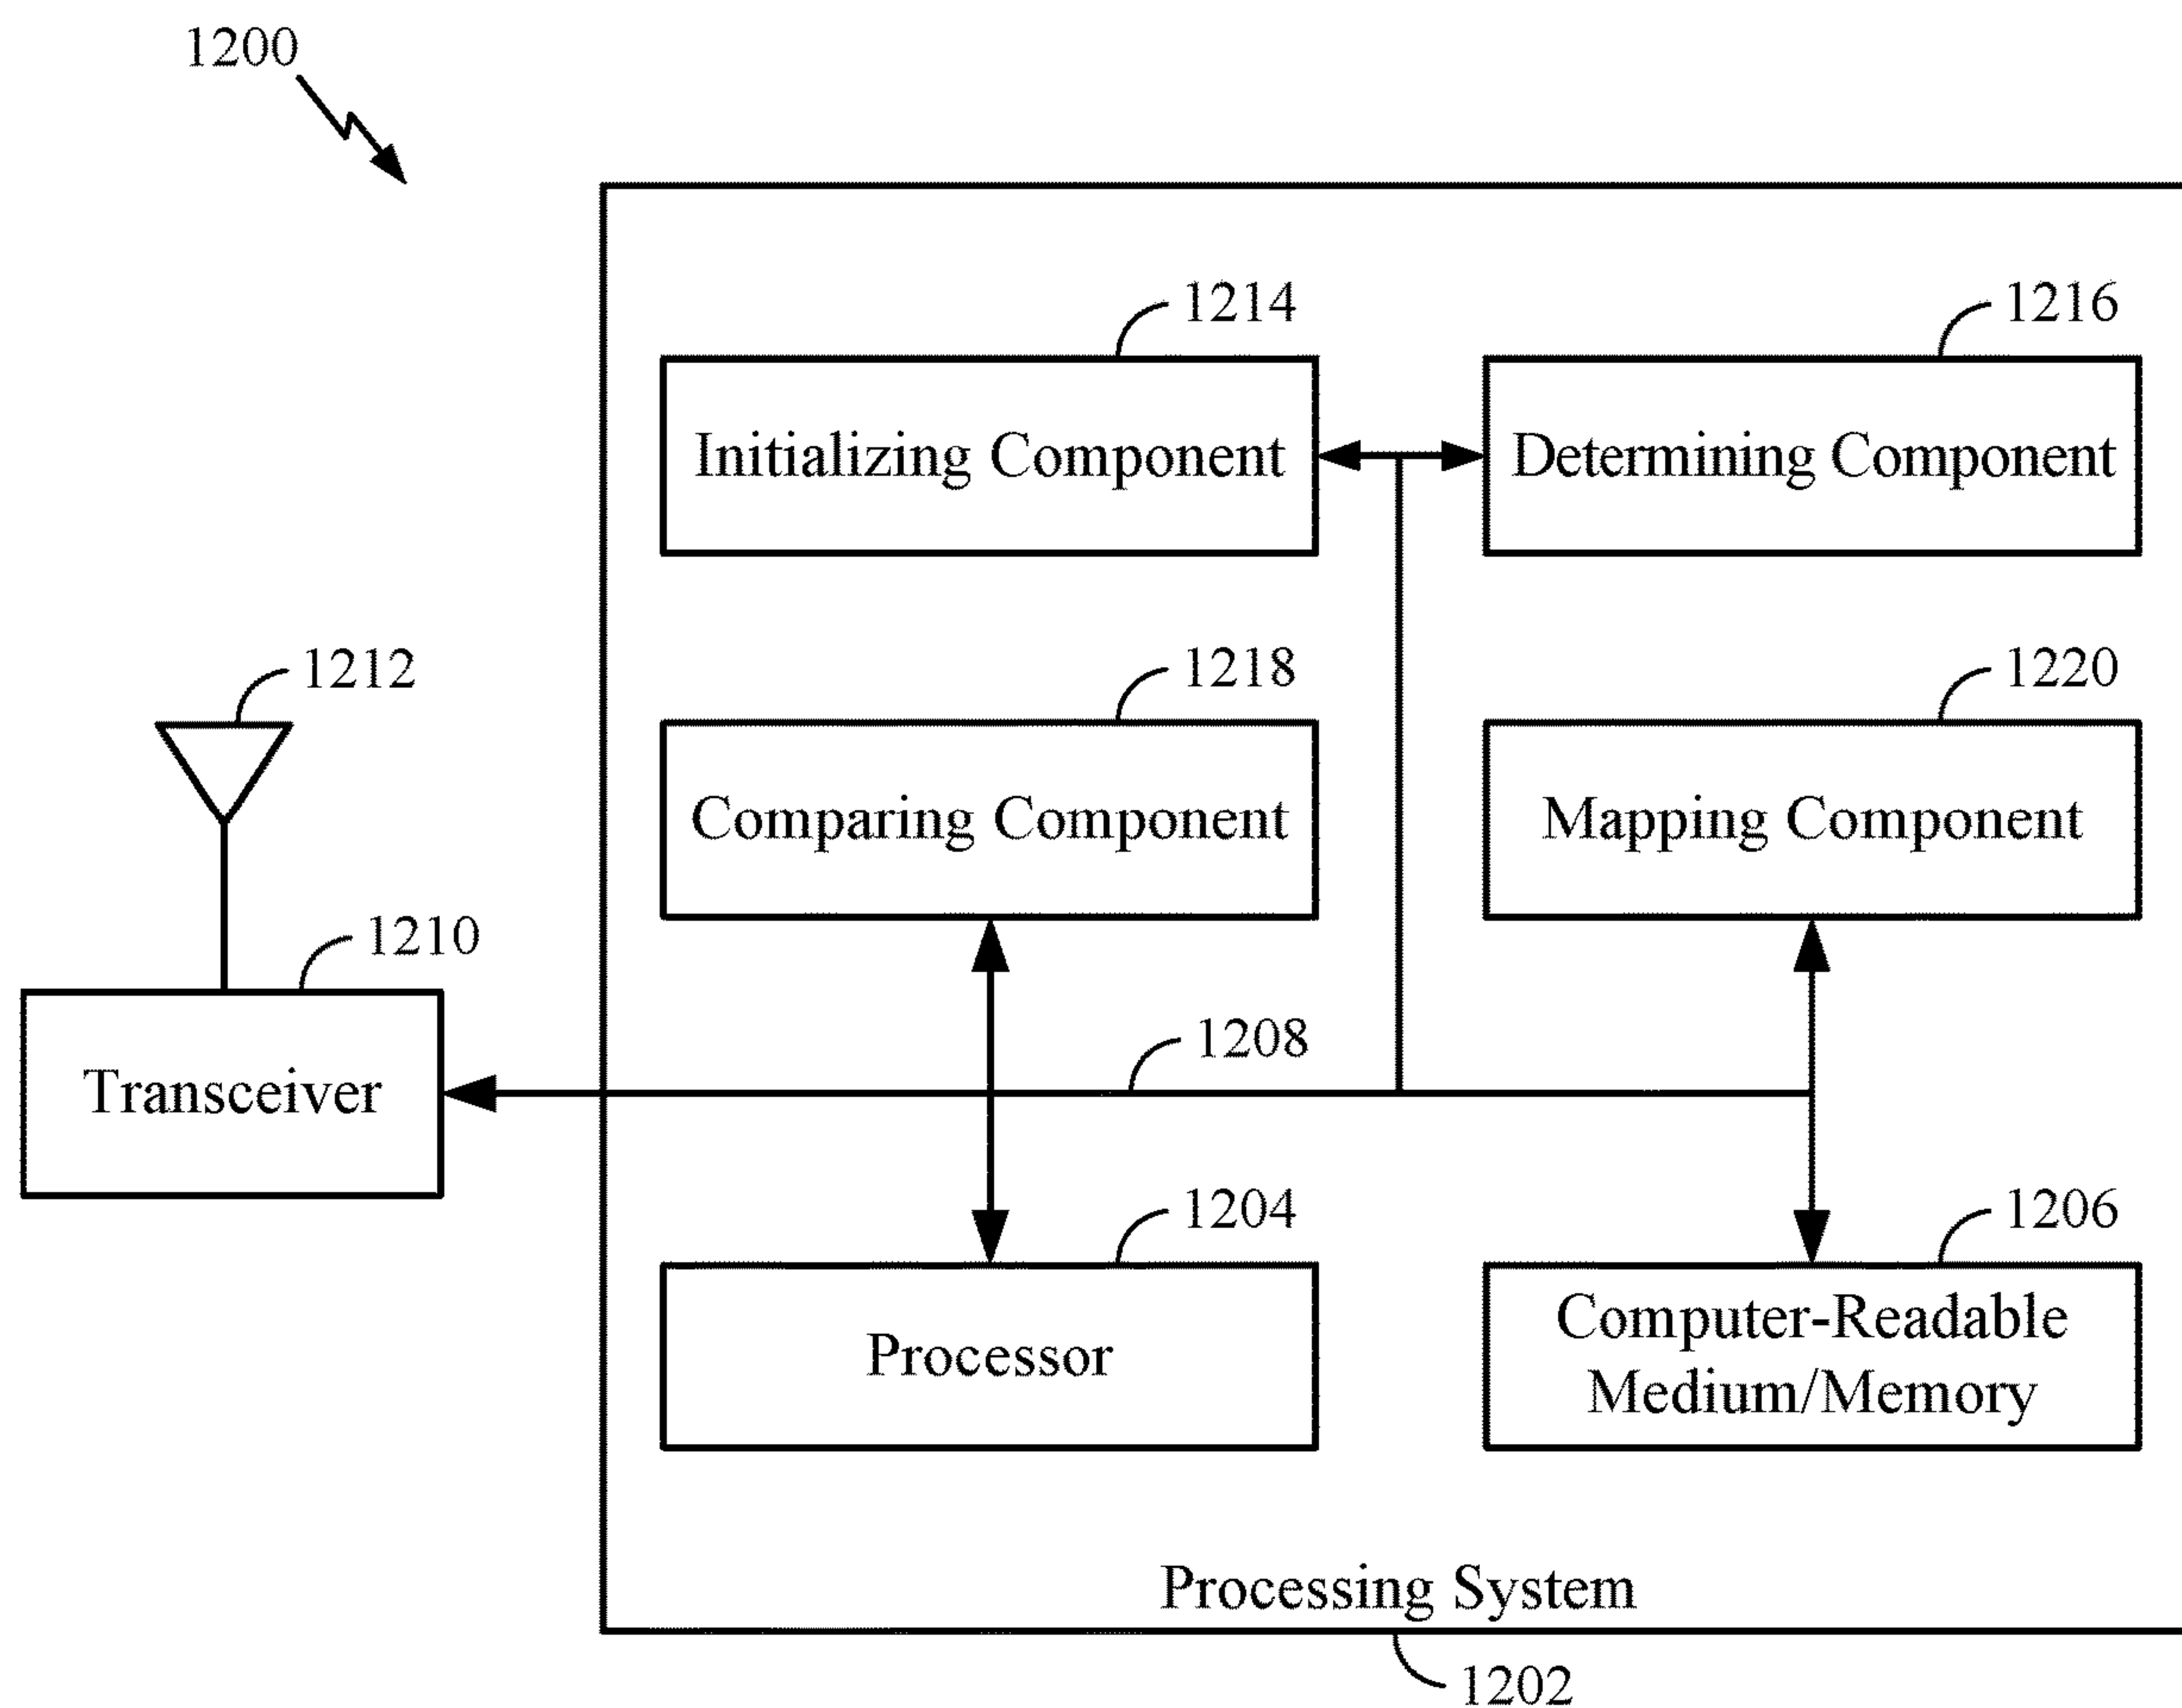 1200
1214
1216
Initializing Component
Determining Component
1212
1218
1220
Comparing Component
Mapping Component
1210
1208
Transceiver
1204
1206
Processor
Computer-Readable
Medium/Memory
Processing System
1202